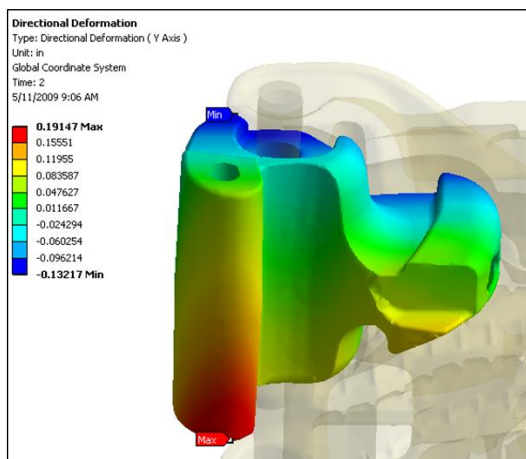 Directional Deformation
Type: Directional Deformation ( Y Axis )
Unit: in
Global Coordinate System
Time: 2
5/11/2009 9:06 AM
0.19147 Max
0.15551
0.11955
0.083587
0.047627
0.011667
-0.024294
-0.060254
-0.096214
-0.13217 Min
Min
Max